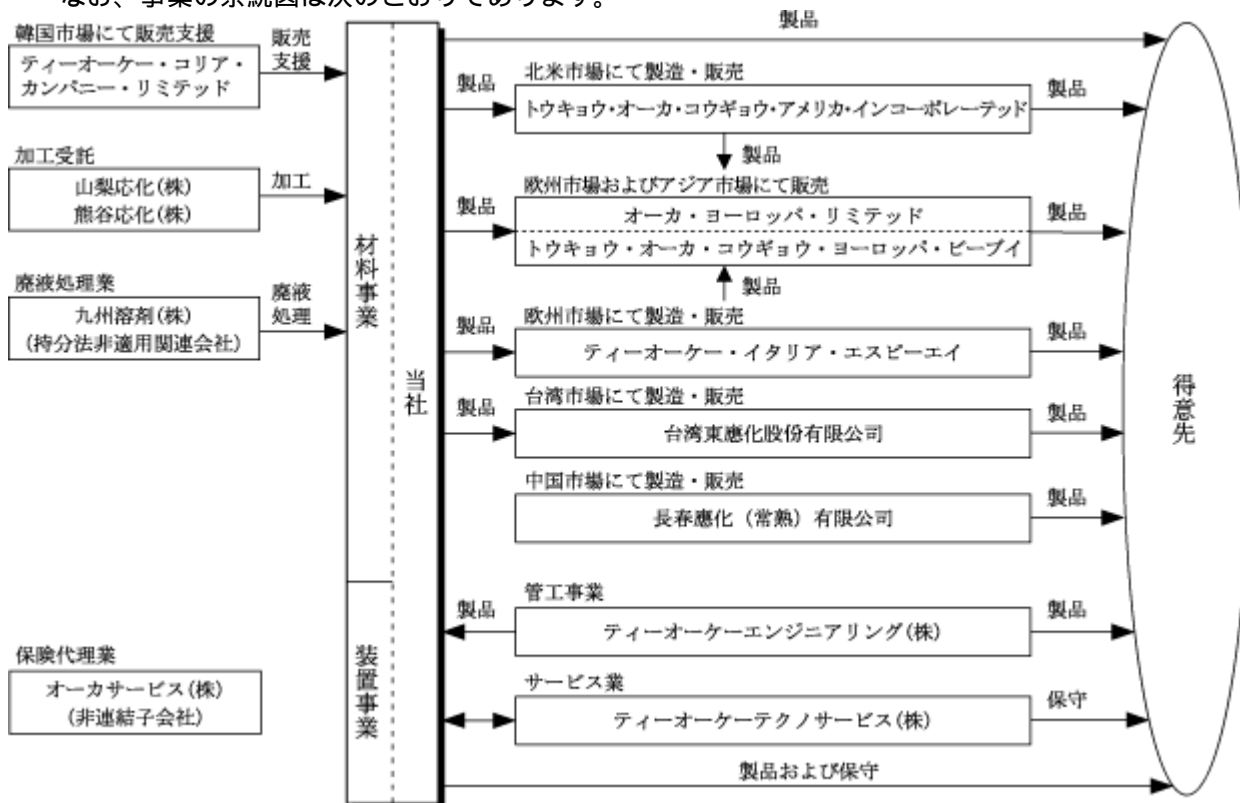 なお、事業の系統図は次のとおりであります。
韓国市場にて販売支援
ティーオーケー・コリア・
カンパニー・リミテッド
販売
支援
加工受託
山梨応化(株)
熊谷応化(株)
加工
廃液処理業
九州溶剤(株)
(持分法非適用関連会社)
廃液
処理
保険代理業
オーカサービス(株)
(非連結子会社)
材料事業
装置事業
当社
製品
製品
北米市場にて製造・販売
トウキョウ・オーカ・コウギョウ・アメリカ・インコーポレーテッド
製品
製品
製品
欧州市場およびアジア市場にて販売
オーカ・ヨーロッパ・リミテッド
トウキョウ・オーカ・コウギョウ・ヨーロッパ・ビーブイ
製品
製品
製品
欧州市場にて製造・販売
ティーオーケー・イタリア・エスピーエイ
製品
製品
台湾市場にて製造・販売
台湾東應化股份有限公司
製品
中国市場にて製造・販売
長春應化（常熟）有限公司
製品
製品
管工事業
ティーオーケーエンジニアリング(株)
製品
サービス業
ティーオーケーテクノサービス(株)
保守
製品および保守
得意先